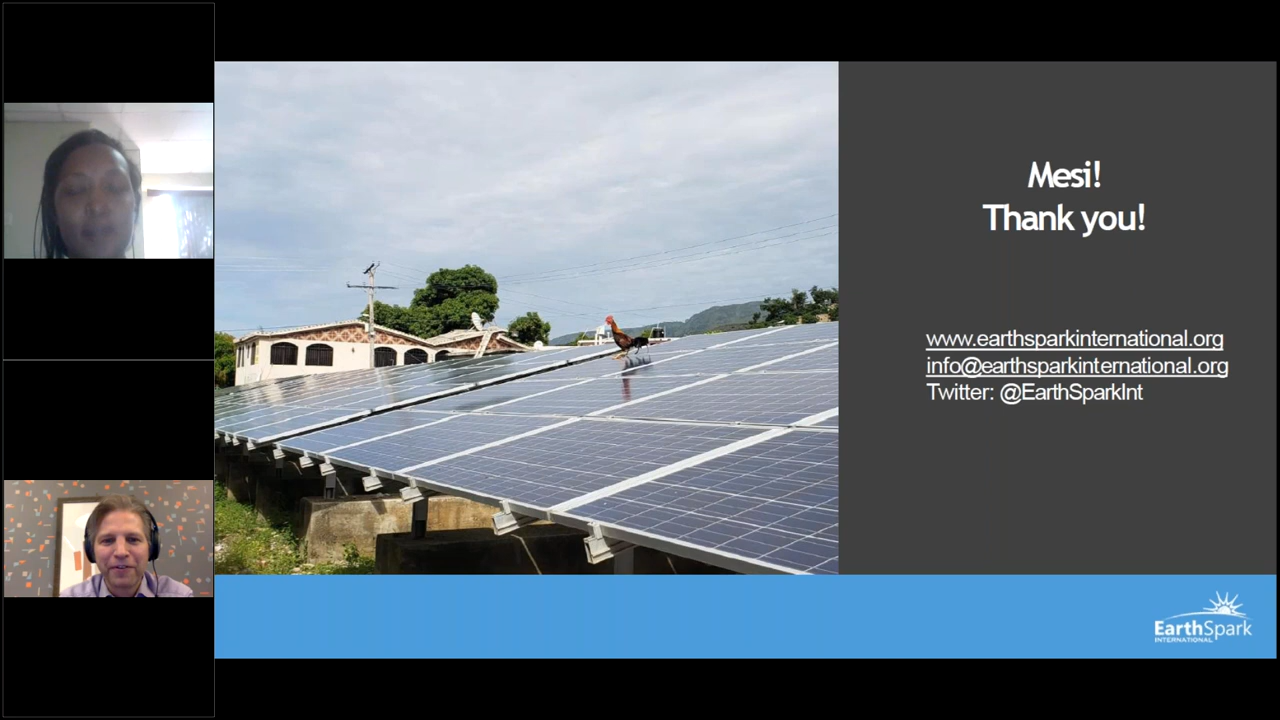 Mesi!
Thank you!
www.earthsparkinternational.org
info@earthsparkinternational.org
Twitter: @EarthSparkInt
EarthSpark
INTERNATIONAL